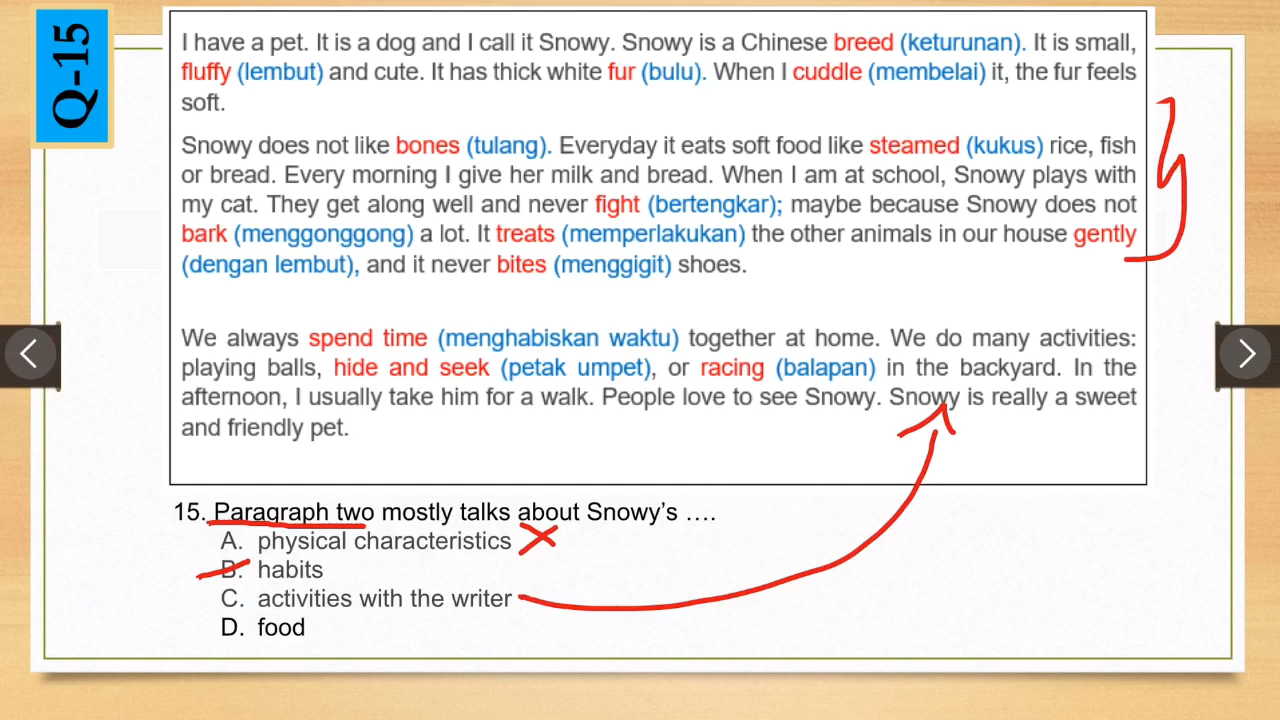 Q-15
I have a pet. It is a dog and I call it Snowy. Snowy is a Chinese breed (keturunan). It is small,
fluffy (lembut) and cute. It has thick white fur (bulu). When I cuddle (membelai) it, the fur feels
soft.
Snowy does not like bones (tulang). Everyday it eats soft food like steamed (kukus) rice, fish
or bread. Every morning I give her milk and bread. When I am at school, Snowy plays with
my cat. They get along well and never fight (bertengkar); maybe because Snowy does not
bark (menggonggong) a lot. It treats (memperlakukan) the other animals in our house gently
(dengan lembut), and it never bites (menggigit) shoes.
We always spend time (menghabiskan waktu) together at home. We do many activities:
playing balls, hide and seek (petak umpet), or racing (balapan) in the backyard. In the
afternoon, I usually take him for a walk. People love to see Snowy. Snowy is really a sweet
and friendly pet.
15. Paragraph two mostly talks about Snowy's ....
A. physical characteristics
B. habits
C. activities with the writer
D. food